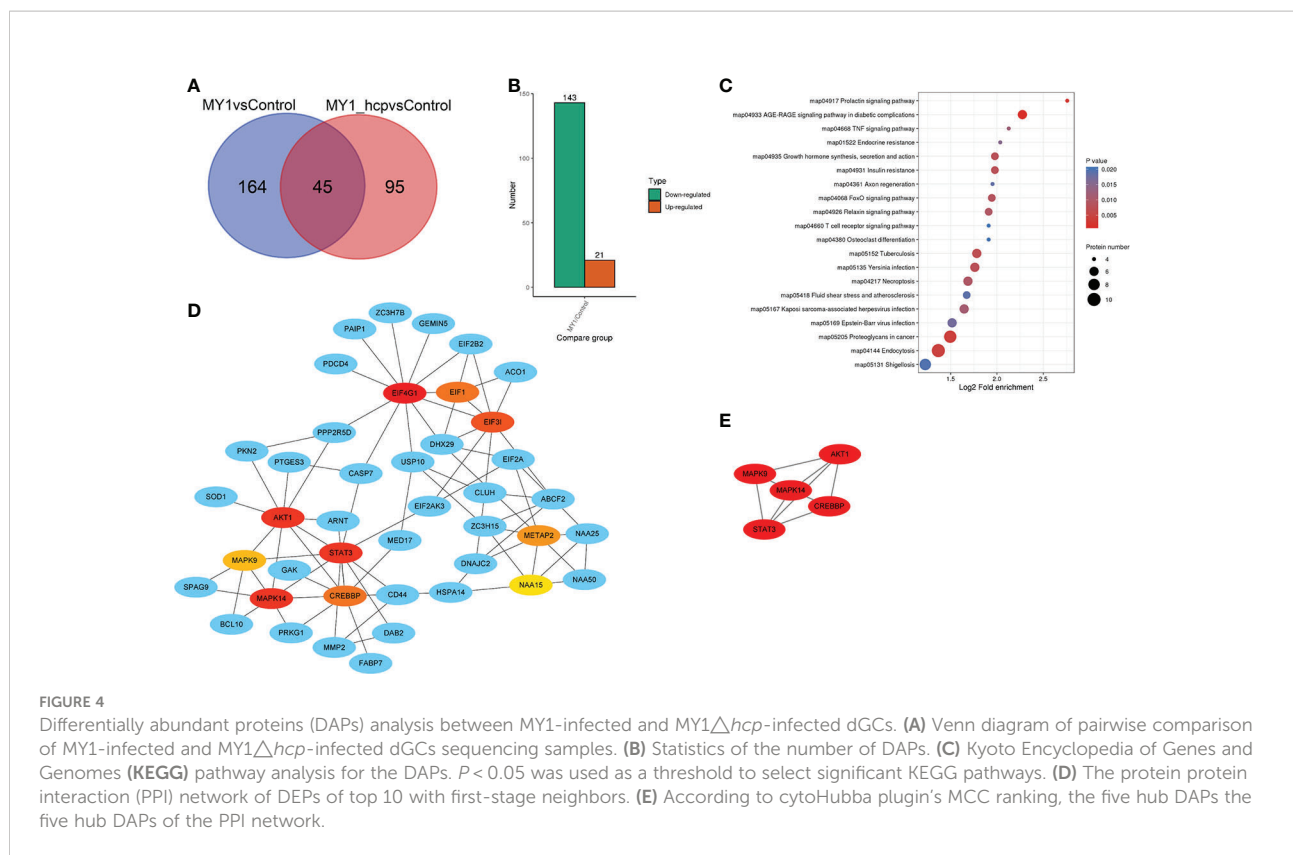 A
MY1vsControl
MY1_hcpvsControl
164
45
95
B
150
100
50
0
Number
143
21
MY1/Control
Compare group
Type
Down-regulated
Up-regulated
C
map04917 Prolactin signaling pathway
map04933 AGE-RAGE signaling pathway in diabetic complications
map04668 TNF signaling pathway
map01522 Endocrine resistance
map04935 Growth hormone synthesis, secretion and action
map04931 Insulin resistance
map04361 Axon regeneration
map04068 FoxO signaling pathway
map04926 Relaxin signaling pathway
map04660 T cell receptor signaling pathway
map04380 Osteoclast differentiation
map05152 Tuberculosis
map05135 Yersinia infection
map04217 Necroptosis
map05418 Fluid shear stress and atherosclerosis
map05167 Kaposi sarcoma-associated herpesvirus infection
map05169 Epstein-Barr virus infection
map05205 Proteoglycans in cancer
map04144 Endocytosis
map05131 Shigellosis
1.5
2.0
2.5
Log2 Fold enrichment
P value
0.020
0.015
0.010
0.005
Protein number
4
6
8
10
D
ZC3H7B
PAIP1
GEMIN5
PDCD4
EIF2B2
ACO1
EIF4G1
EIF1
EIF3I
PPP2R5D
DHX29
PKN2
PTGES3
CASP7
USP10
EIF2A
SOD1
CLUH
ABCF2
EIF2AK3
AKT1
ARNT
ZC3H15
MED17
METAP2
NAA25
STAT3
MAPK9
GAK
DNAJC2
SPAG9
NAA15
NAA50
MAPK14
CREBBP
CD44
HSPA14
BCL10
PRKG1
DAB2
MMP2
FABP7
E
AKT1
MAPK9
MAPK14
CREBBP
STAT3
FIGURE 4
Differentially abundant proteins (DAPs) analysis between MY1-infected and MY1△hcp-infected dGCs. (A) Venn diagram of pairwise comparison
of MY1-infected and MY1△hcp-infected dGCs sequencing samples. (B) Statistics of the number of DAPs. (C) Kyoto Encyclopedia of Genes and
Genomes (KEGG) pathway analysis for the DAPs. P < 0.05 was used as a threshold to select significant KEGG pathways. (D) The protein protein
interaction (PPI) network of DEPs of top 10 with first-stage neighbors. (E) According to cytoHubba plugin's MCC ranking, the five hub DAPs the
five hub DAPs of the PPI network.